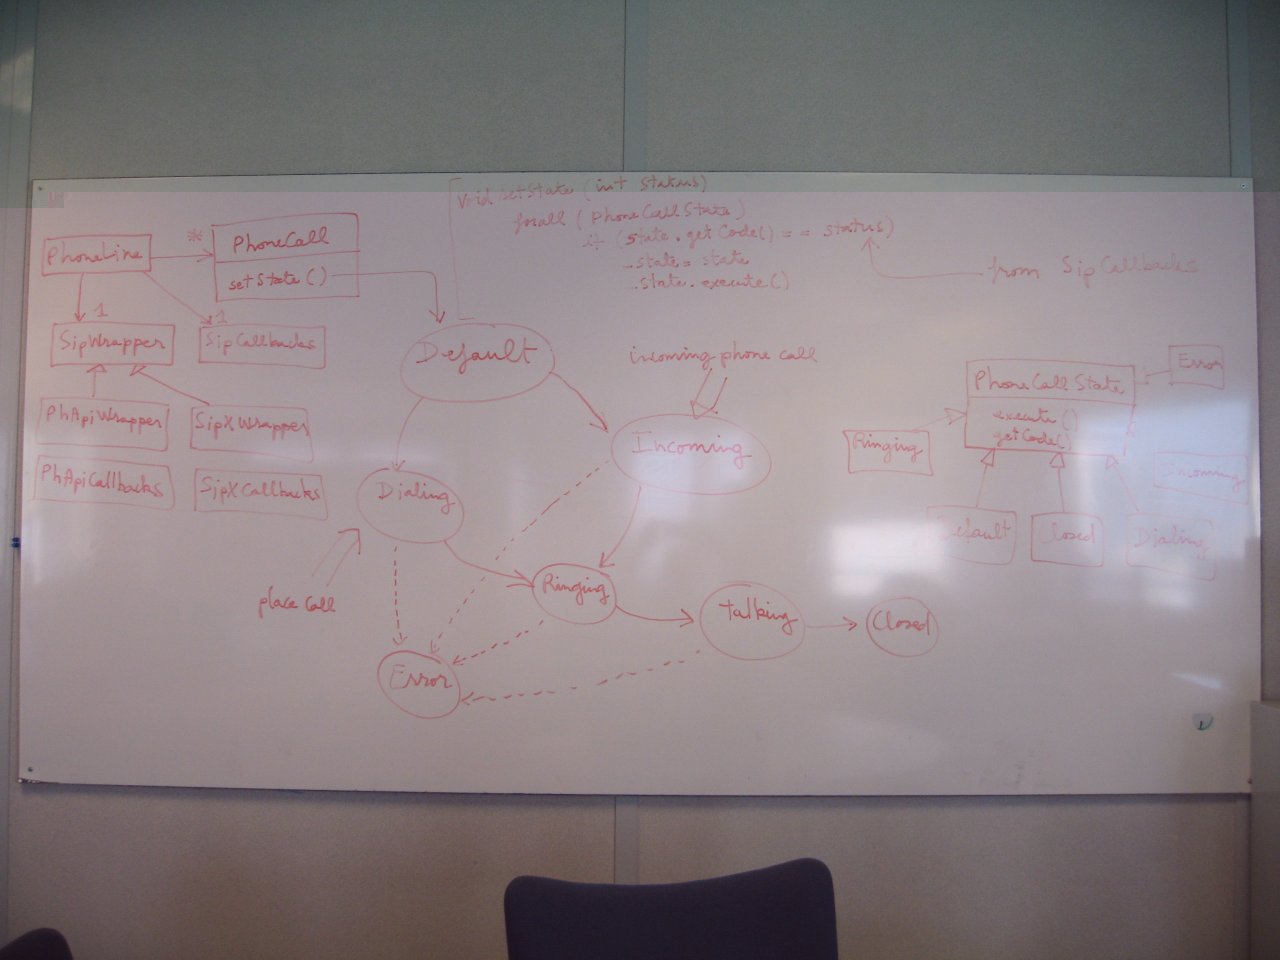 void setState (int status)
forall (PhoneCallState)
if (state.getCode() == status)
_state = state
_state.execute()
from SipCallbacks
PhoneLine
*
PhoneCall
setState()
1
1
SipWrapper
SipCallbacks
PhApiWrapper
SipXWrapper
PhApiCallbacks
SipXCallbacks
Default
incoming phone call
Incoming
Dialing
place call
Ringing
Talking
Closed
Error
PhoneCallState
execute()
getCode()
Error
Ringing
Incoming
Default
Closed
Dialing